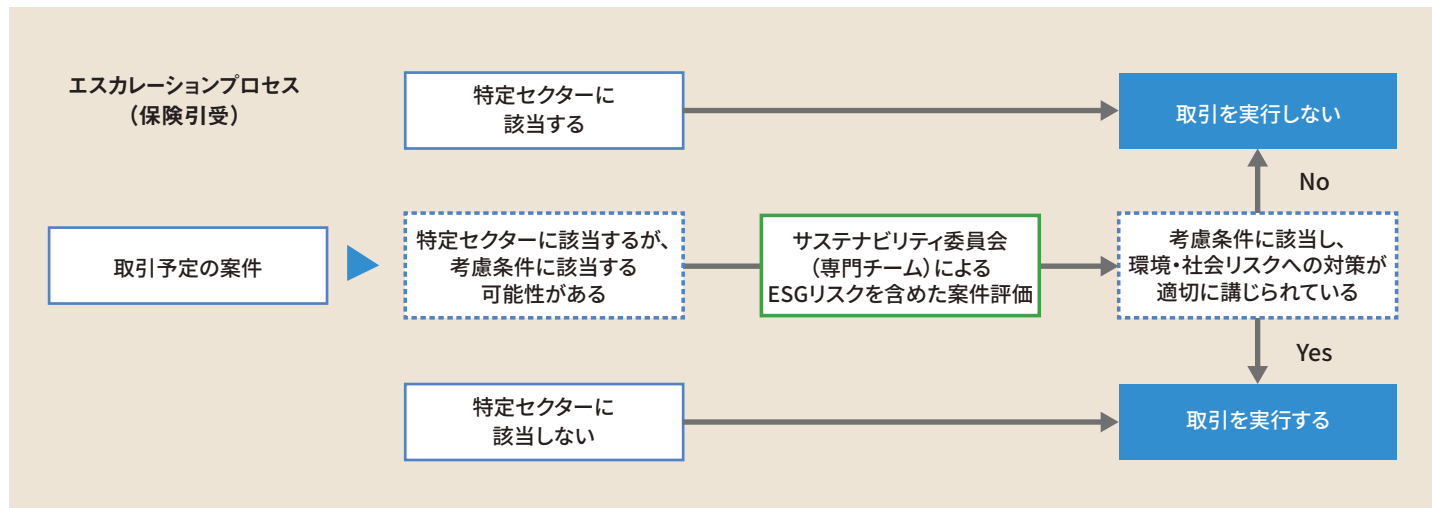 エスカレーションプロセス
（保険引受）
取引予定の案件
特定セクターに
該当する
取引を実行しない
特定セクターに該当するが、
考慮条件に該当する
可能性がある
サステナビリティ委員会
（専門チーム）による
ESGリスクを含めた案件評価
考慮条件に該当し、
環境・社会リスクへの対策が
適切に講じられている
No
Yes
特定セクターに
該当しない
取引を実行する